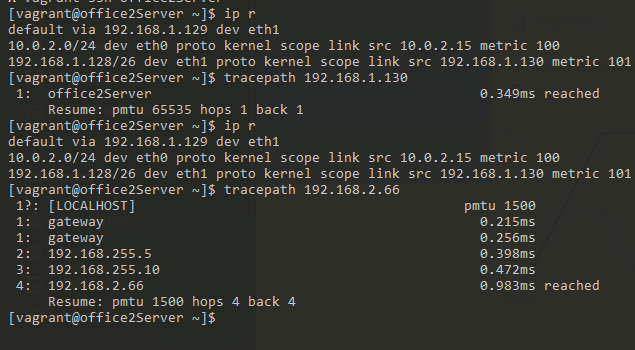 [vagrant@office2Server ~]$ ip r
default via 192.168.1.129 dev eth1
10.0.2.0/24 dev eth0 proto kernel scope link src 10.0.2.15 metric 100
192.168.1.128/26 dev eth1 proto kernel scope link src 192.168.1.130 metric 101
[vagrant@office2Server ~]$ tracepath 192.168.1.130
 1:  office2Server                                         0.349ms reached
     Resume: pmtu 65535 hops 1 back 1
[vagrant@office2Server ~]$ ip r
default via 192.168.1.129 dev eth1
10.0.2.0/24 dev eth0 proto kernel scope link src 10.0.2.15 metric 100
192.168.1.128/26 dev eth1 proto kernel scope link src 192.168.1.130 metric 101
[vagrant@office2Server ~]$ tracepath 192.168.2.66
 1?: [LOCALHOST]                                         pmtu 1500
 1:  gateway                                               0.215ms
 1:  gateway                                               0.256ms
 2:  192.168.255.5                                         0.398ms
 3:  192.168.255.10                                        0.472ms
 4:  192.168.2.66                                          0.983ms reached
     Resume: pmtu 1500 hops 4 back 4
[vagrant@office2Server ~]$